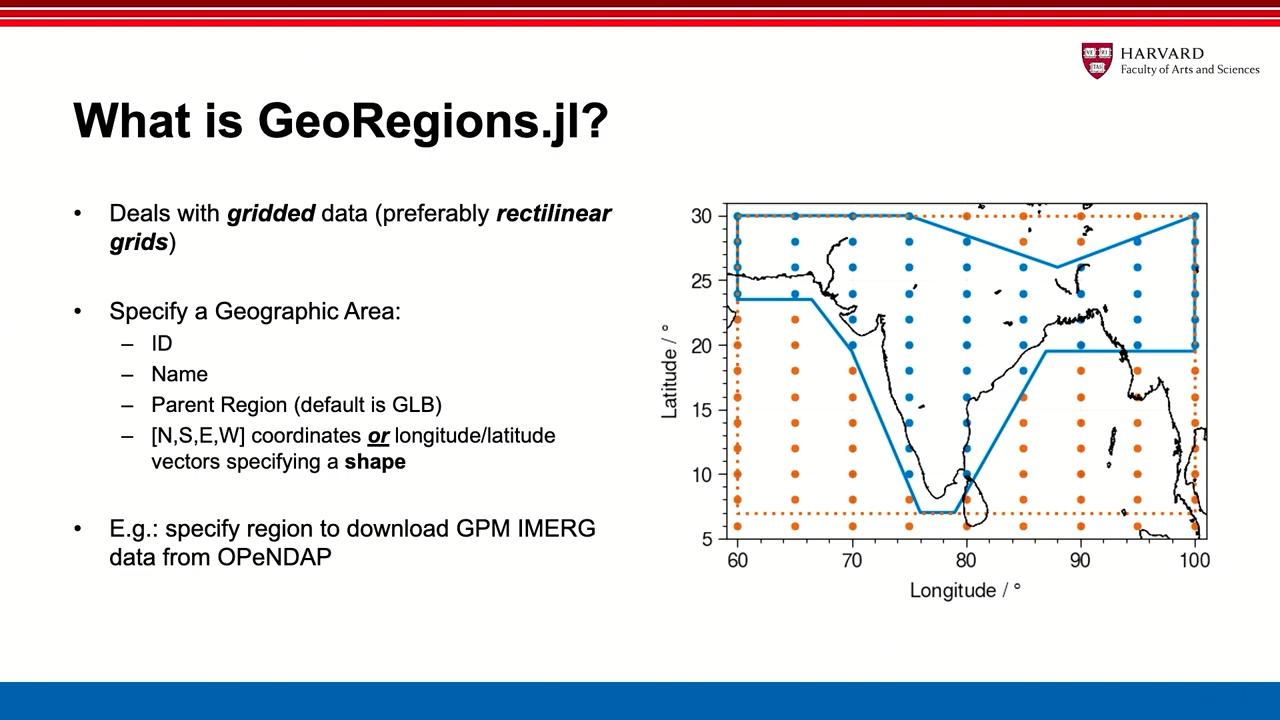 HARVARD
Faculty of Arts and Sciences
What is GeoRegions.jl?
• Deals with gridded data (preferably rectilinear
grids)
• Specify a Geographic Area:
– ID
– Name
– Parent Region (default is GLB)
– [N,S,E,W] coordinates or longitude/latitude
vectors specifying a shape
• E.g.: specify region to download GPM IMERG
data from OPeNDAP
30
25
20
15
10
5
Latitude / °
60 70 80 90 100
Longitude / °